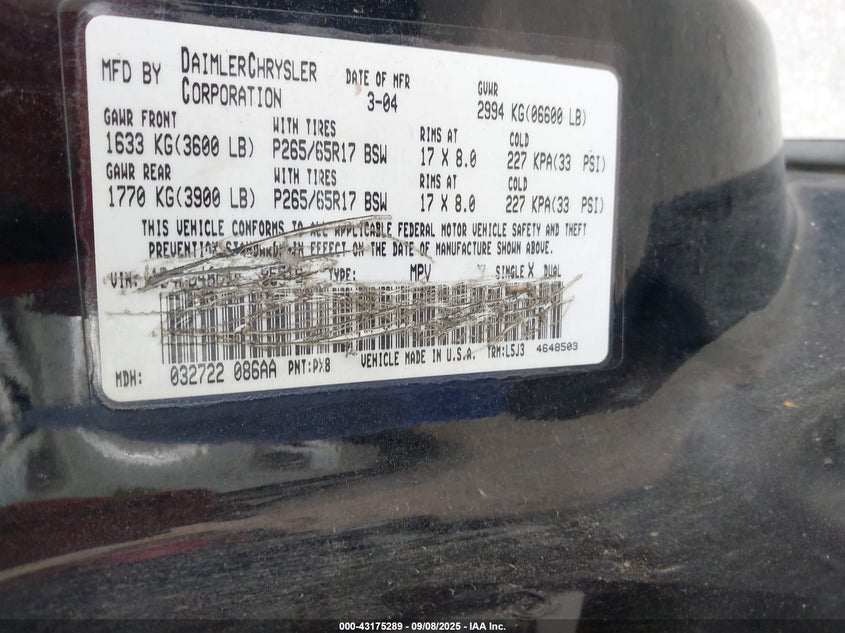 MFD BY DAIMLERCHRYSLER CORPORATION DATE OF MFR 3-04 GVWR 2994 KG(06600 LB)
GAWR FRONT WITH TIRES RIMS AT COLD
1633 KG(3600 LB) P265/65R17 BSW 17 X 8.0 227 KPA(33 PSI)
GAWR REAR WITH TIRES RIMS AT COLD
1770 KG(3900 LB) P265/65R17 BSW 17 X 8.0 227 KPA(33 PSI)
THIS VEHICLE CONFORMS TO ALL APPLICABLE FEDERAL MOTOR VEHICLE SAFETY AND THEFT
PREVENTION STANDARDS IN EFFECT ON THE DATE OF MANUFACTURE SHOWN ABOVE.
VIN: TYPE: MPV SINGLE X DUAL
VEHICLE MADE IN U.S.A. TRM:L5J3 4648503
MDH: 032722 086AA PNT:
000-43175289 - 09/08/2025 - IAA Inc.